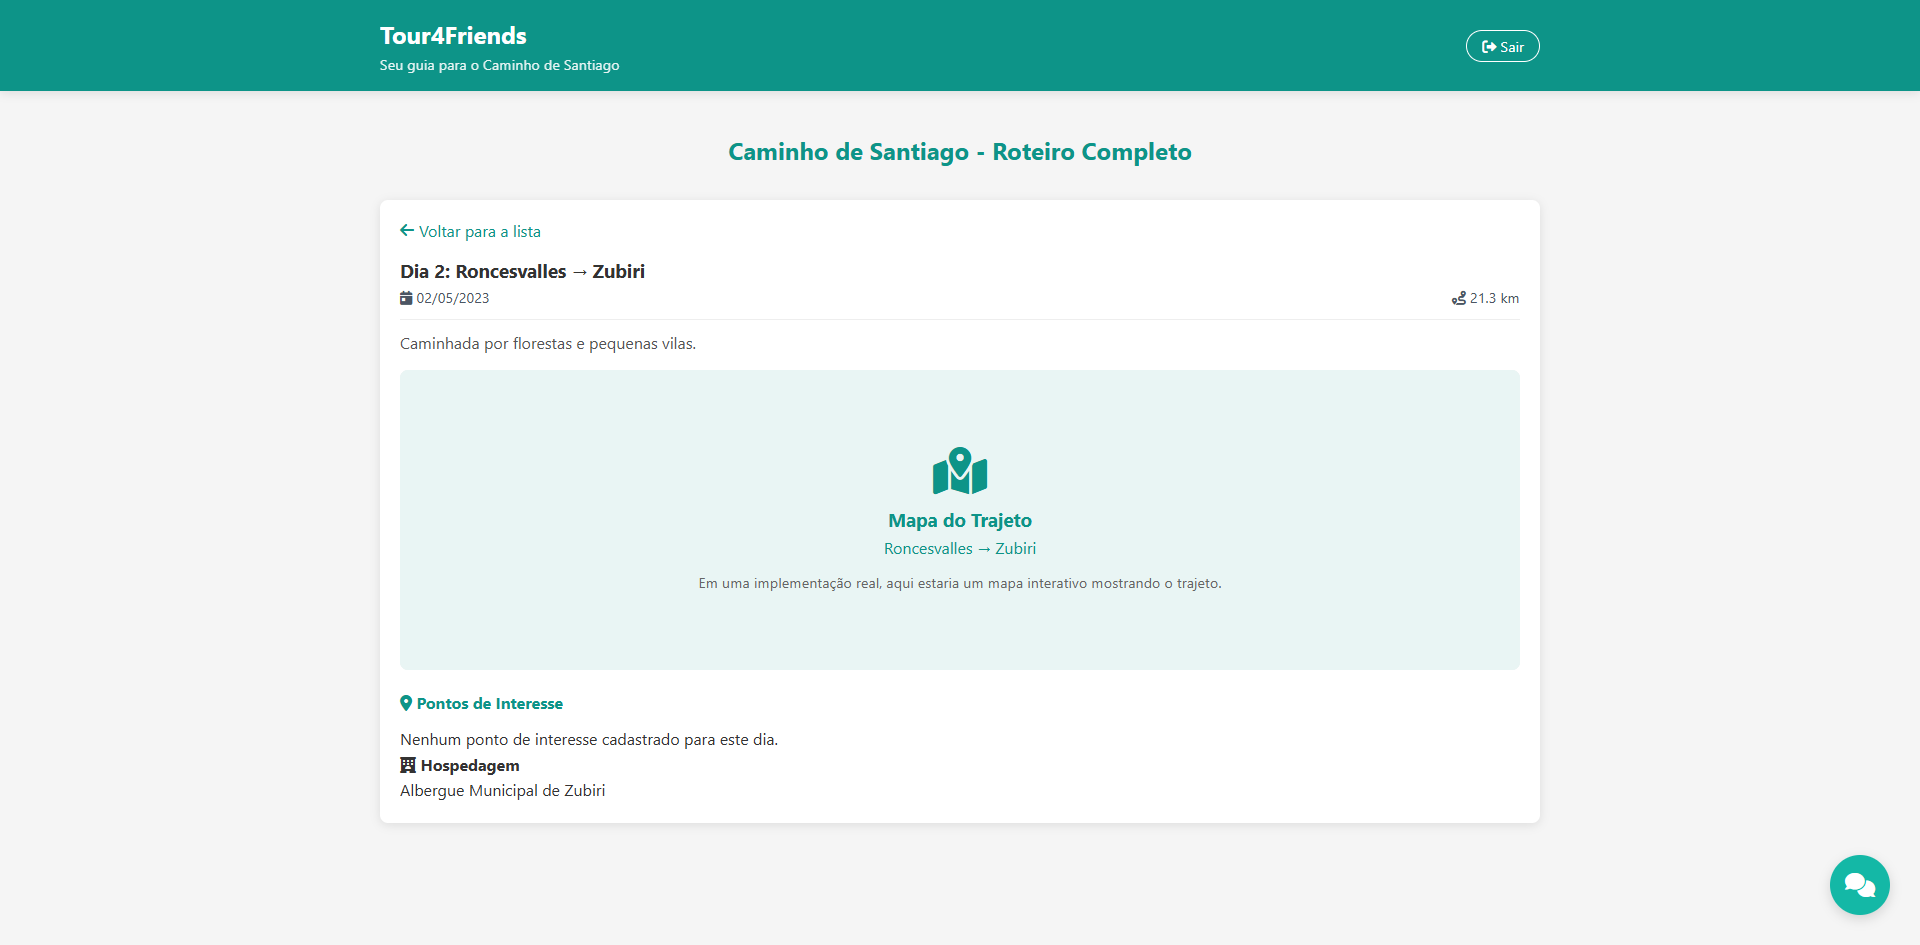 Tour4Friends
Seu guia para o Caminho de Santiago
Sair
Caminho de Santiago - Roteiro Completo
Voltar para a lista
Dia 2: Roncesvalles → Zubiri
02/05/2023
21.3 km
Caminhada por florestas e pequenas vilas.
Mapa do Trajeto
Roncesvalles → Zubiri
Em uma implementação real, aqui estaria um mapa interativo mostrando o trajeto.
Pontos de Interesse
Nenhum ponto de interesse cadastrado para este dia.
Hospedagem
Albergue Municipal de Zubiri